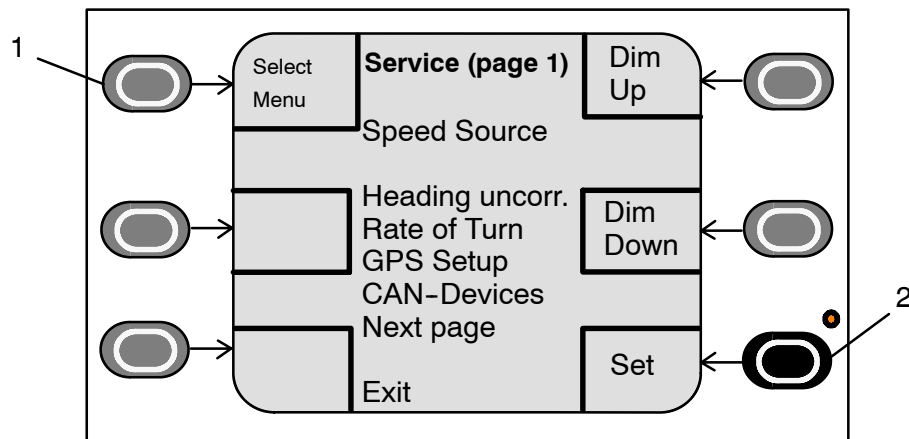 1
Select
Menu
Service (page 1)
Dim
Up
Speed Source
Heading uncorr.
Rate of Turn
GPS Setup
CAN-Devices
Next page
Exit
Dim
Down
Set
2